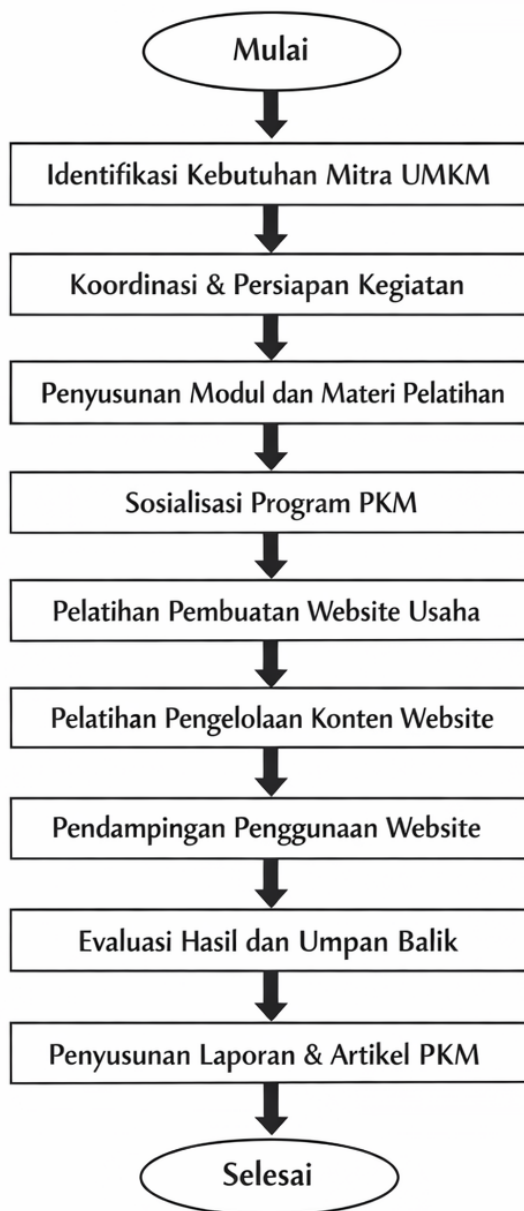 Mulai
Identifikasi Kebutuhan Mitra UMKM
Koordinasi & Persiapan Kegiatan
Penyusunan Modul dan Materi Pelatihan
Sosialisasi Program PKM
Pelatihan Pembuatan Website Usaha
Pelatihan Pengelolaan Konten Website
Pendampingan Penggunaan Website
Evaluasi Hasil dan Umpan Balik
Penyusunan Laporan & Artikel PKM
Selesai